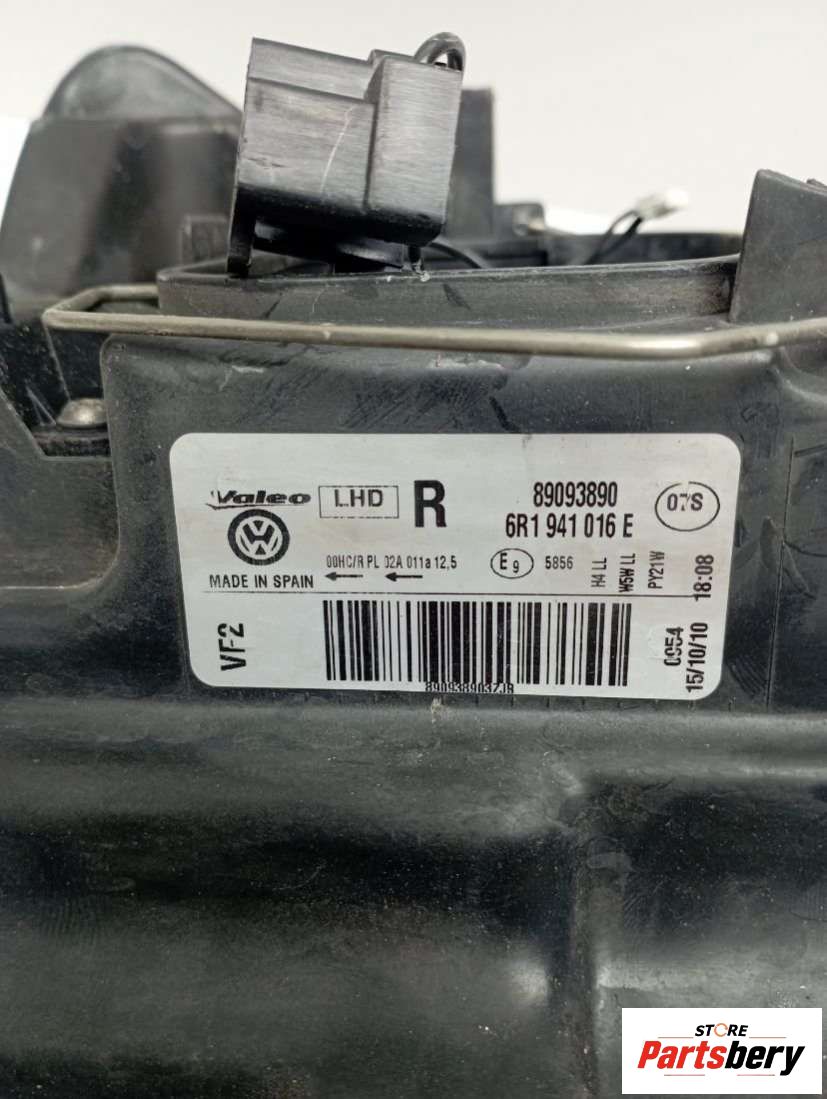 Valeo LHD R 89093890 07S
6R1 941 016 E
MADE IN SPAIN
00HC/R PL 02A 011a 12,5 E9 5856
H4 LL
W5W LL
PY21W
18:08
VF2
0954
15/10/10
STORE
Partsbery